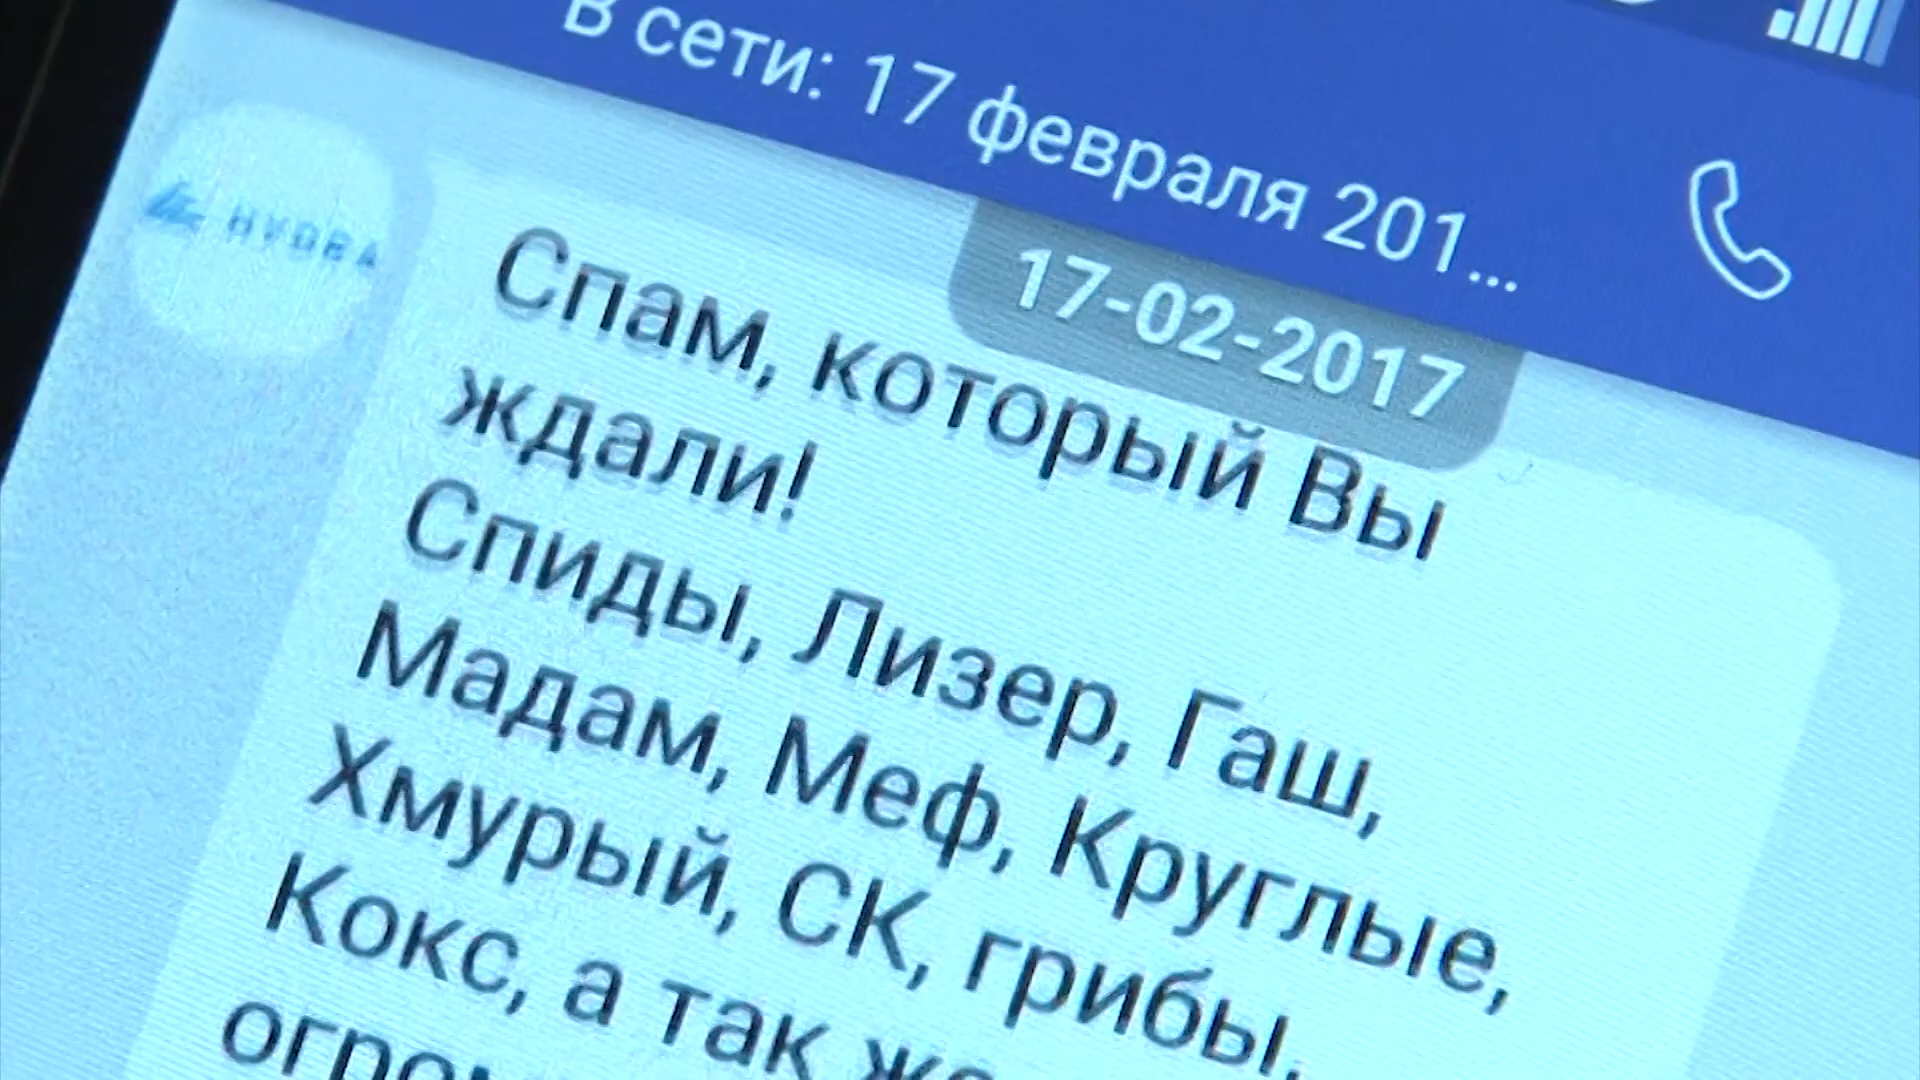 В сети: 17 февраля 201...
17-02-2017
HYDRA
Спам, который Вы
ждали!
Спиды, Лизер, Гаш,
Мадам, Меф, Круглые,
Хмурый, СК, грибы,
Кокс, а так же